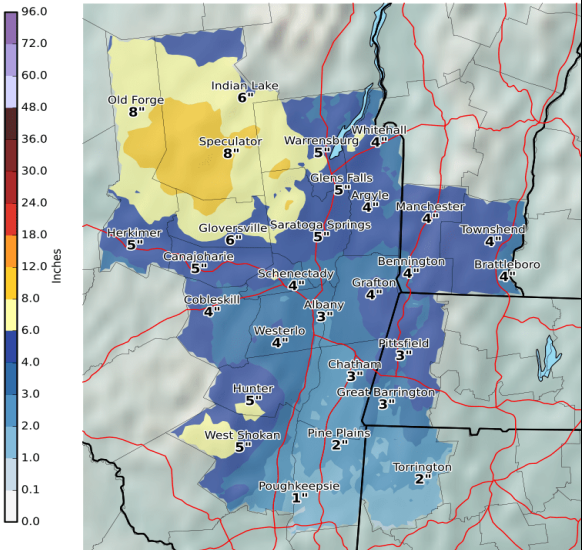 96.0
72.0
60.0
48.0
36.0
30.0
24.0
18.0
12.0
8.0
6.0
4.0
3.0
2.0
1.0
0.1
0.0
Inches
Indian Lake
6"
Old Forge
8"
Whitehall
4"
Speculator
8"
Warrensburg
5"
Glens Falls
5"
Argyle
4"
Manchester
4"
Herkimer
5"
Gloversville
6"
Saratoga Springs
5"
Townshend
4"
Canajoharie
5"
Bennington
4"
Brattleboro
4"
Schenectady
4"
Grafton
4"
Cobleskill
4"
Albany
3"
Westerlo
4"
Pittsfield
3"
Chatham
3"
Hunter
5"
Great Barrington
3"
West Shokan
5"
Pine Plains
2"
Torrington
2"
Poughkeepsie
1"